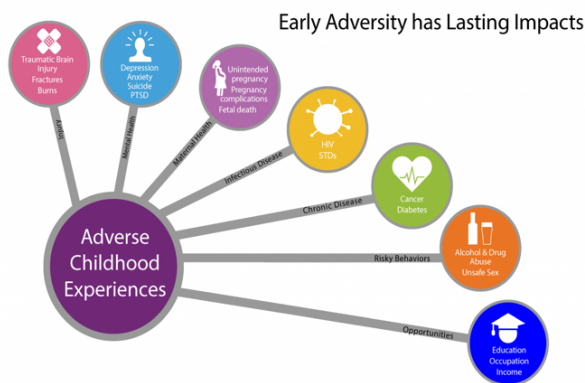 Early Adversity has Lasting Impacts
Traumatic Brain
Injury
Fractures
Burns
Depression
Anxiety
Suicide
PTSD
Unintended
pregnancy
Pregnancy
complications
Fetal death
HIV
STDs
Cancer
Diabetes
Alcohol & Drug
Abuse
Unsafe Sex
Education
Occupation
Income
Injury
Mental Health
Maternal Health
Infectious Disease
Chronic Disease
Risky Behaviors
Opportunities
Adverse
Childhood
Experiences